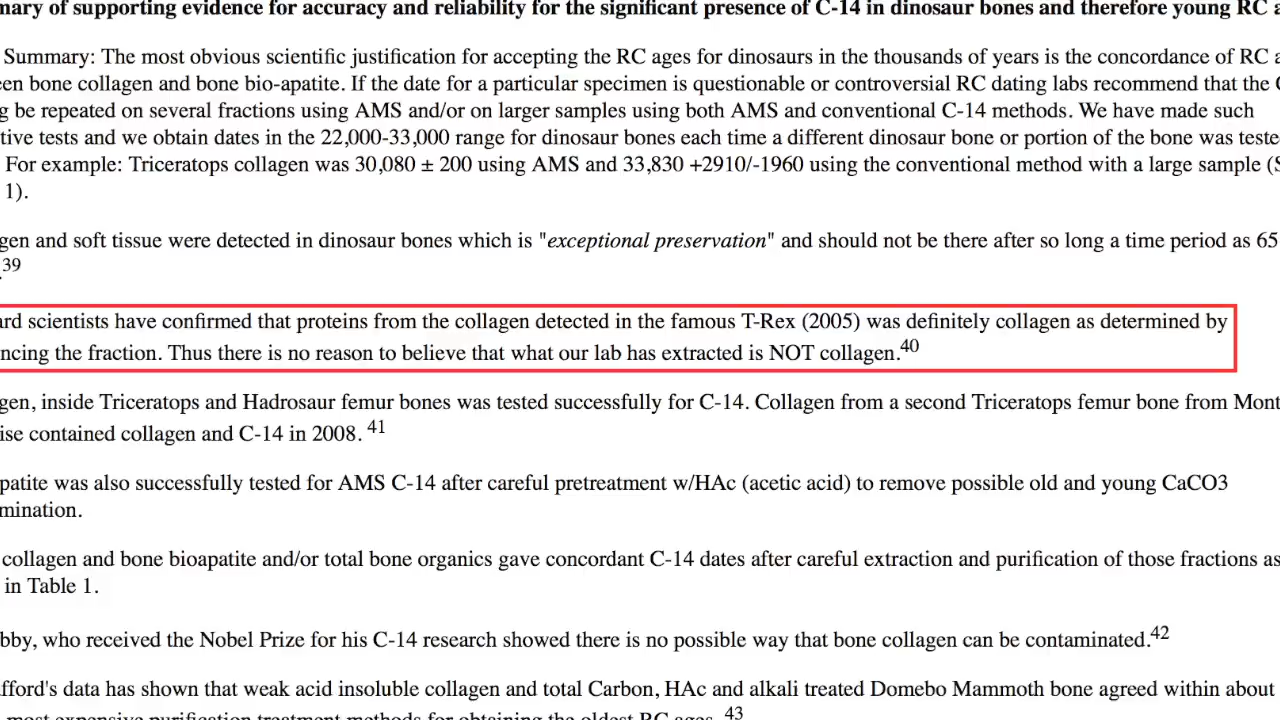 mary of supporting evidence for accuracy and reliability for the significant presence of C-14 in dinosaur bones and therefore young RC a
Summary: The most obvious scientific justification for accepting the RC ages for dinosaurs in the thousands of years is the concordance of RC a
een bone collagen and bone bio-apatite. If the date for a particular specimen is questionable or controversial RC dating labs recommend that the C
g be repeated on several fractions using AMS and/or on larger samples using both AMS and conventional C-14 methods. We have made such
tive tests and we obtain dates in the 22,000-33,000 range for dinosaur bones each time a different dinosaur bone or portion of the bone was teste
For example: Triceratops collagen was 30,080 ± 200 using AMS and 33,830 +2910/-1960 using the conventional method with a large sample (S
1).
gen and soft tissue were detected in dinosaur bones which is "exceptional preservation" and should not be there after so long a time period as 65
.39
ard scientists have confirmed that proteins from the collagen detected in the famous T-Rex (2005) was definitely collagen as determined by
ncing the fraction. Thus there is no reason to believe that what our lab has extracted is NOT collagen.40
gen, inside Triceratops and Hadrosaur femur bones was tested successfully for C-14. Collagen from a second Triceratops femur bone from Mont
ise contained collagen and C-14 in 2008. 41
patite was also successfully tested for AMS C-14 after careful pretreatment w/HAc (acetic acid) to remove possible old and young CaCO3
mination.
collagen and bone bioapatite and/or total bone organics gave concordant C-14 dates after careful extraction and purification of those fractions as
in Table 1.
bby, who received the Nobel Prize for his C-14 research showed there is no possible way that bone collagen can be contaminated.42
fford's data has shown that weak acid insoluble collagen and total Carbon, HAc and alkali treated Domebo Mammoth bone agreed within about
most expensive purification treatment methods for obtaining the oldest RC ages. 43